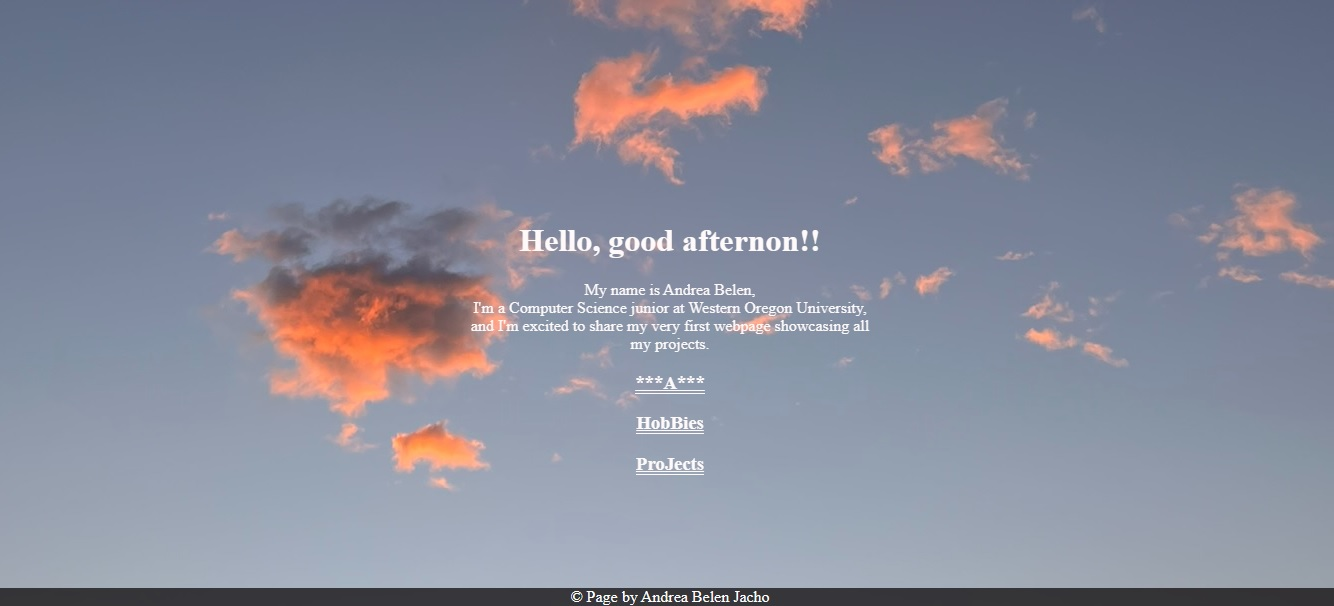 Hello, good afternon!!
My name is Andrea Belen,
I'm a Computer Science junior at Western Oregon University,
and I'm excited to share my very first webpage showcasing all
my projects.
***A***
HobBies
ProJects
© Page by Andrea Belen Jacho